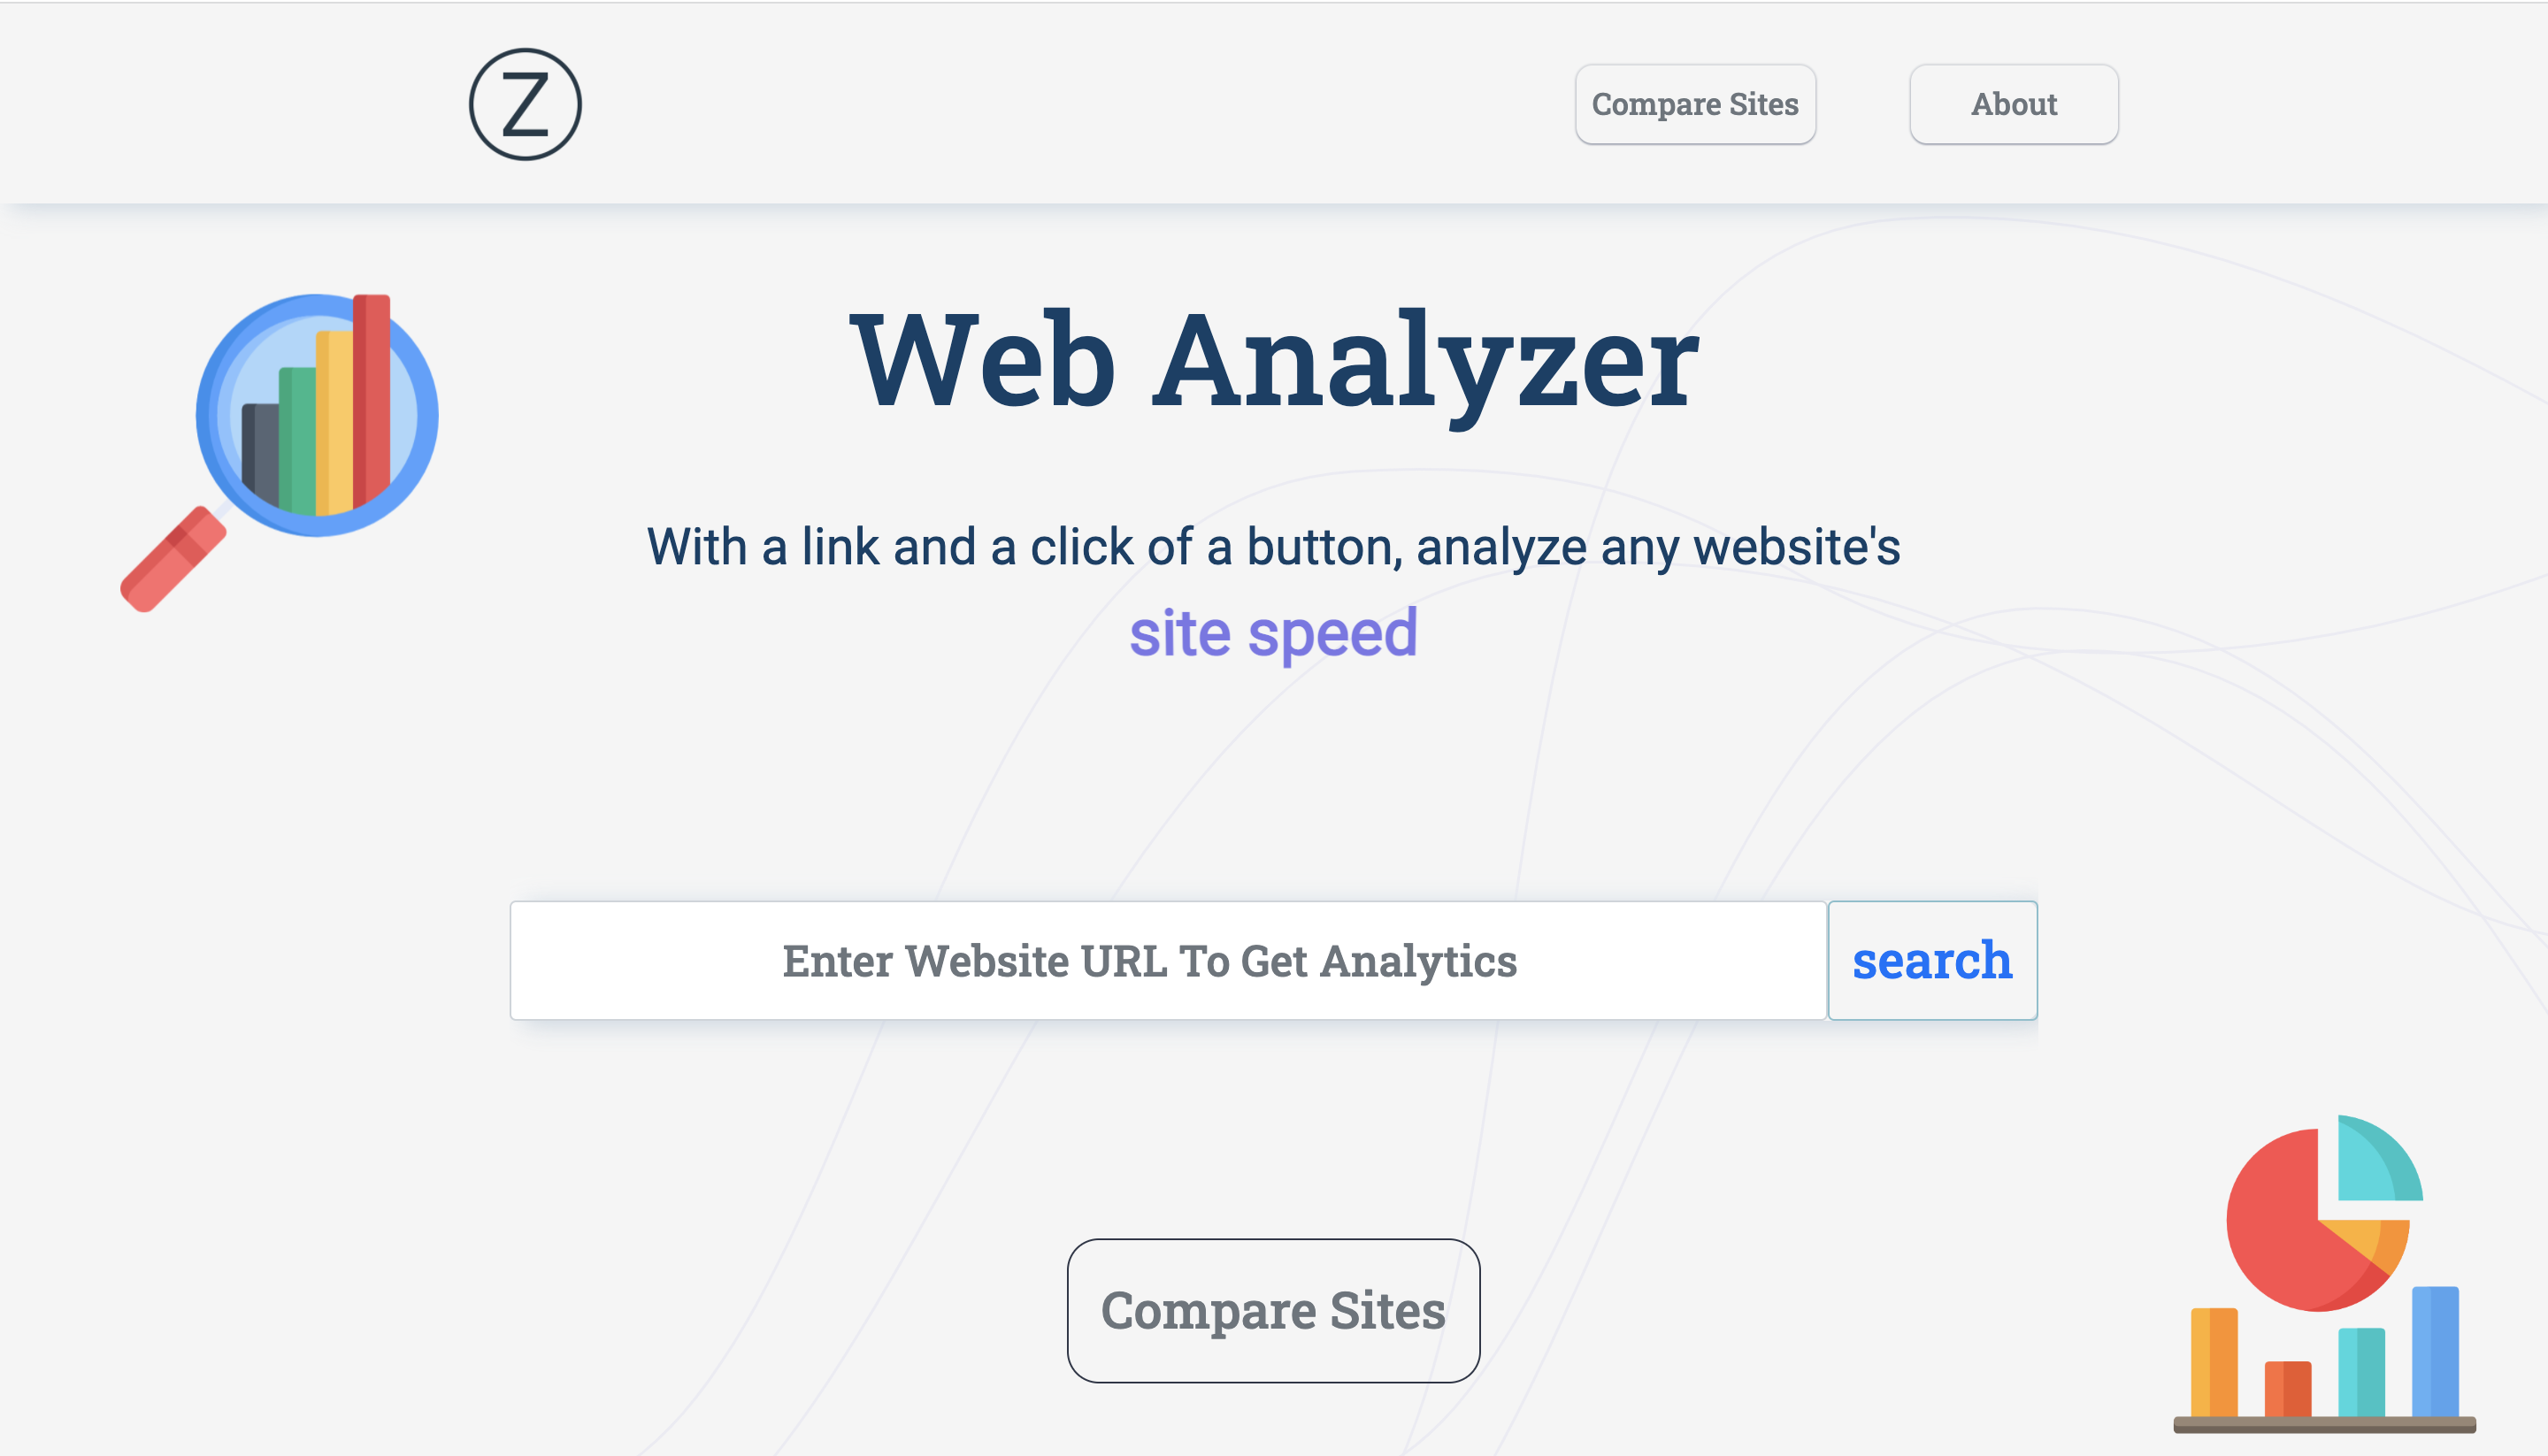 Z
Compare Sites
About
Web Analyzer
With a link and a click of a button, analyze any website's
site speed
Enter Website URL To Get Analytics
search
Compare Sites